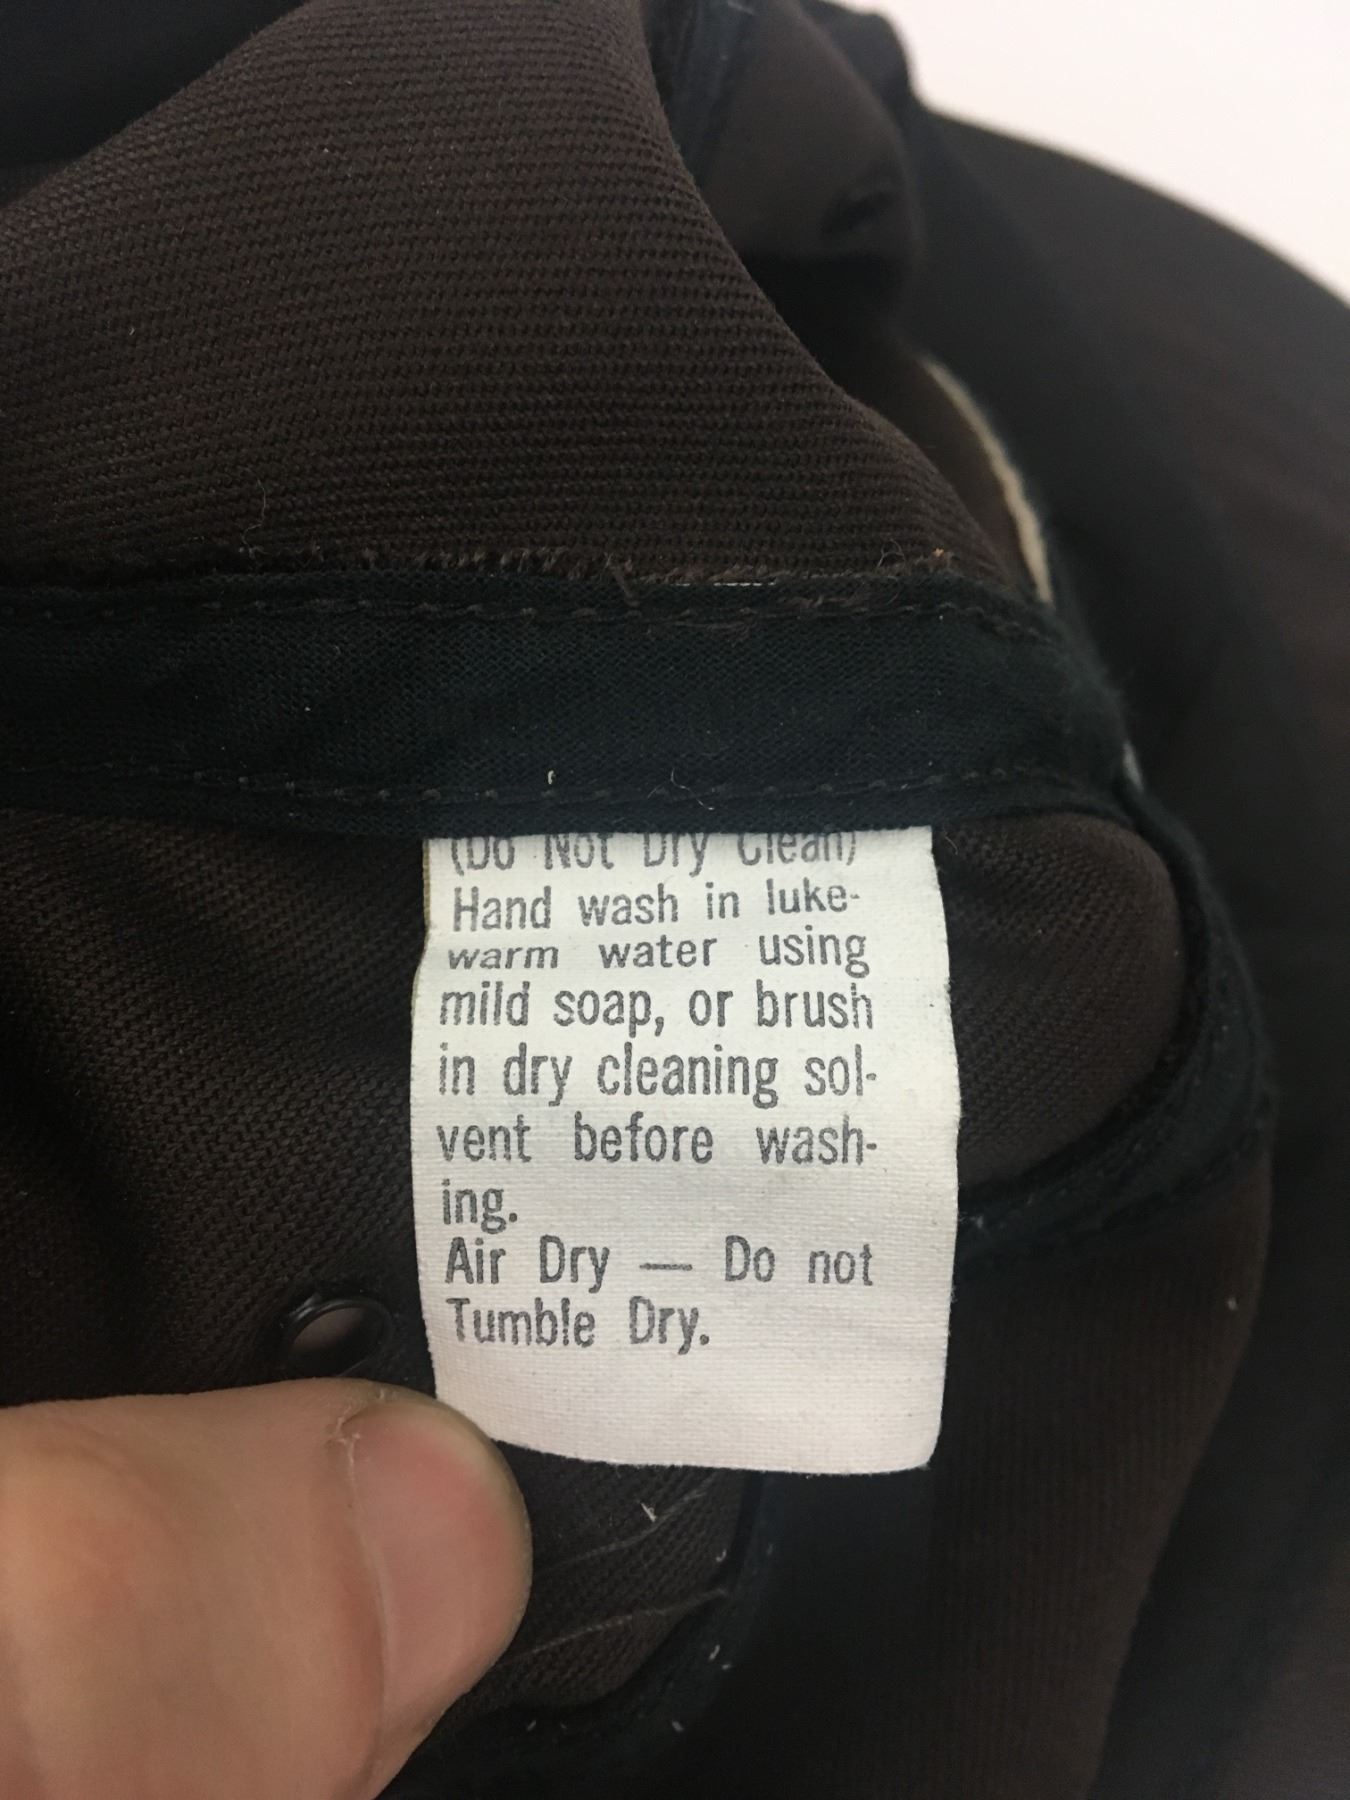 (Do Not Dry Clean)
Hand wash in luke-
warm water using
mild soap, or brush
in dry cleaning sol-
vent before wash-
ing.
Air Dry — Do not
Tumble Dry.